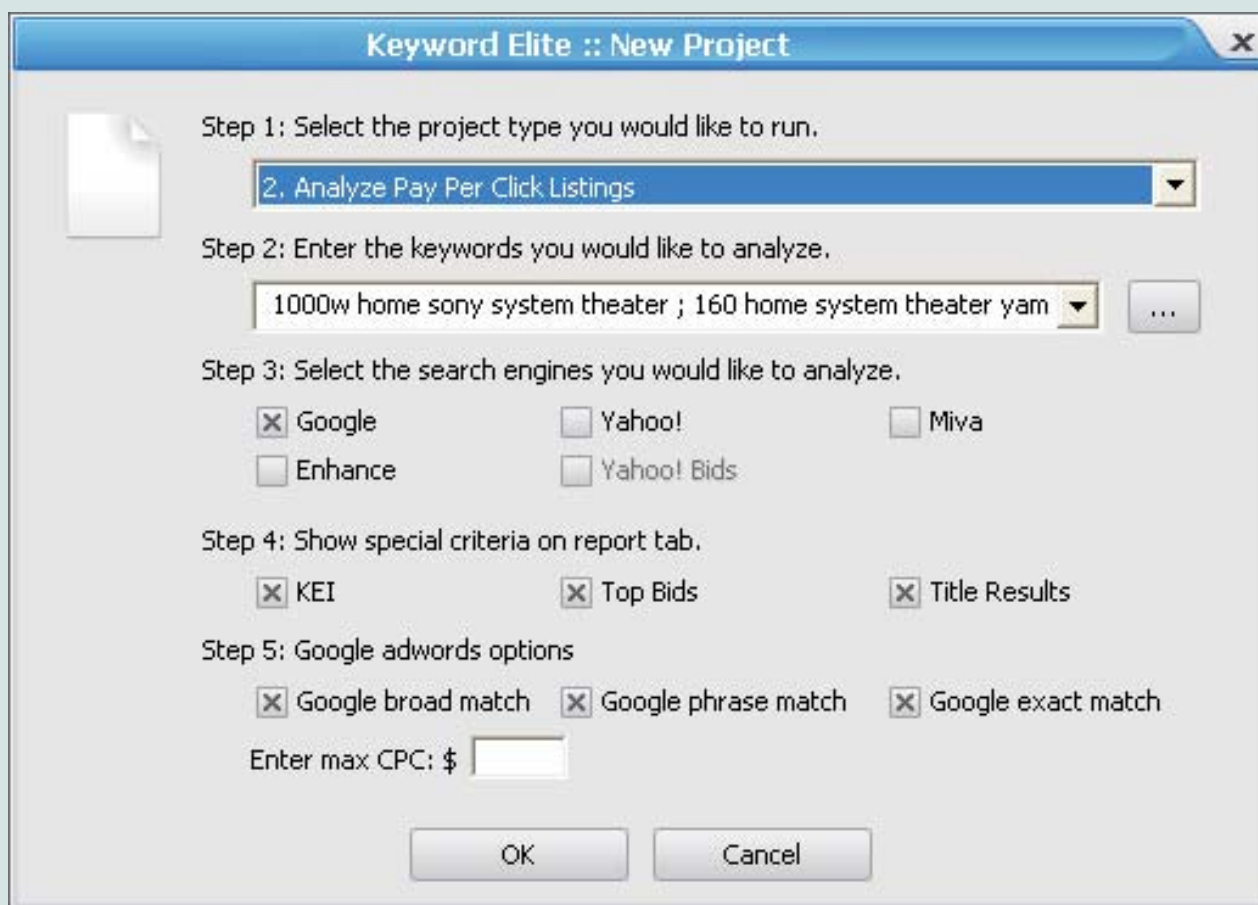 Keyword Elite :: New Project
Step 1: Select the project type you would like to run.
2. Analyze Pay Per Click Listings
Step 2: Enter the keywords you would like to analyze.
1000w home sony system theater ; 160 home system theater yam
...
Step 3: Select the search engines you would like to analyze.
Google Yahoo! Miva
Enhance Yahoo! Bids
Step 4: Show special criteria on report tab.
KEI Top Bids Title Results
Step 5: Google adwords options
Google broad match Google phrase match Google exact match
Enter max CPC: $
OK Cancel